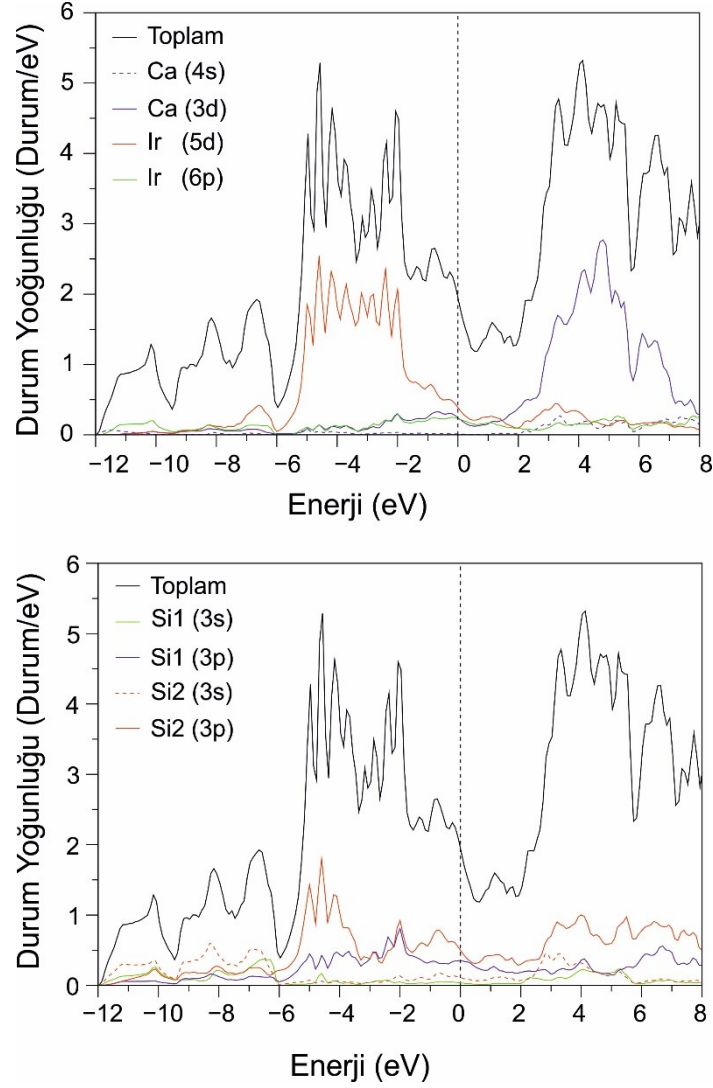 Durum Yooğunluğu (Durum/eV)
6
5
4
3
2
1
0
Toplam
Ca (4s)
Ca (3d)
Ir (5d)
Ir (6p)
−12 −10 −8 −6 −4 −2 0 2 4 6 8
Enerji (eV)
Durum Yoğunluğu (Durum/eV)
6
5
4
3
2
1
0
Toplam
Si1 (3s)
Si1 (3p)
Si2 (3s)
Si2 (3p)
−12 −10 −8 −6 −4 −2 0 2 4 6 8
Enerji (eV)